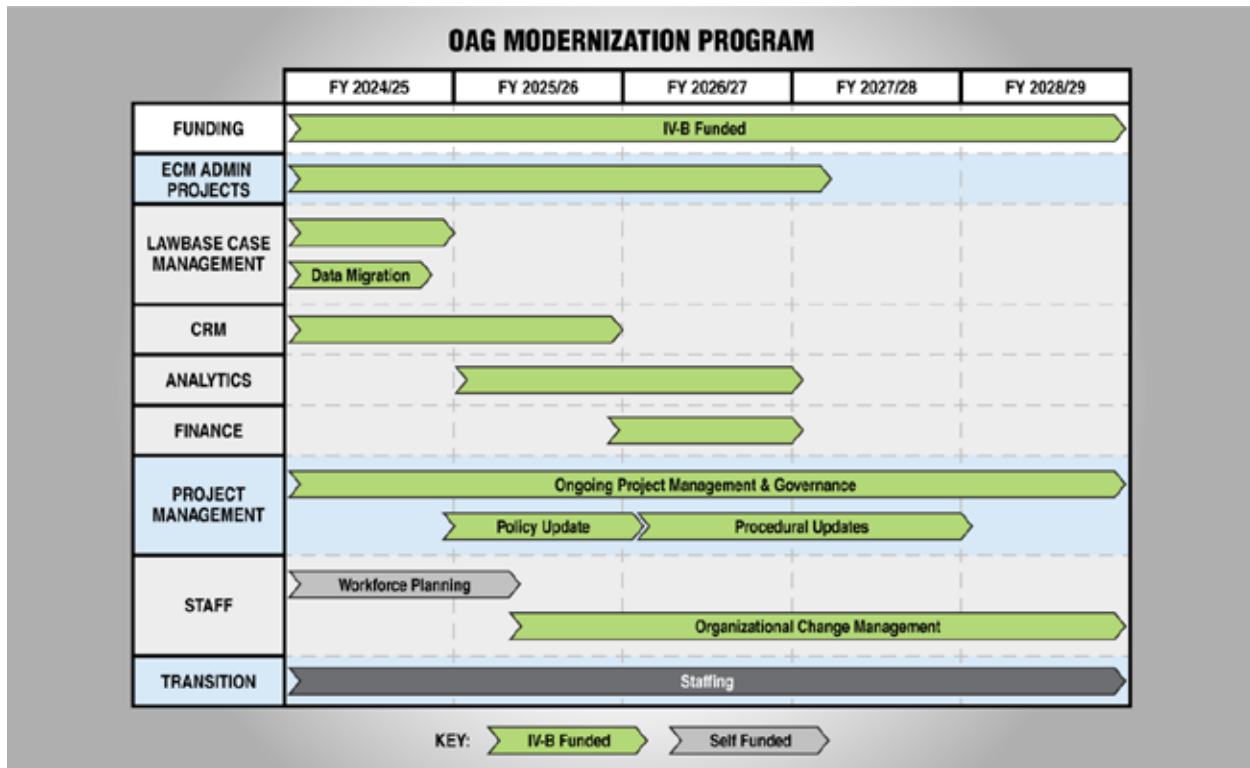 OAG MODERNIZATION PROGRAM
FY 2024/25 FY 2025/26 FY 2026/27 FY 2027/28 FY 2028/29
FUNDING
IV-B Funded
ECM ADMIN
PROJECTS
LAWBASE CASE
MANAGEMENT
Data Migration
CRM
ANALYTICS
FINANCE
PROJECT
MANAGEMENT
Ongoing Project Management & Governance
Policy Update
Procedural Updates
STAFF
Workforce Planning
Organizational Change Management
TRANSITION
Staffing
KEY: IV-B Funded Self Funded